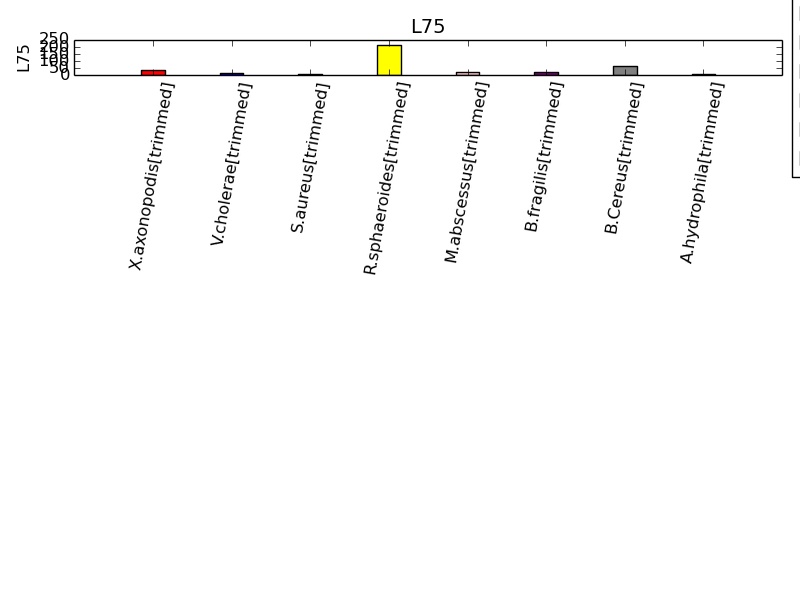 L75
L75
250
200
150
100
50
0
X.axonopodis[trimmed]
V.cholerae[trimmed]
S.aureus[trimmed]
R.sphaeroides[trimmed]
M.abscessus[trimmed]
B.fragilis[trimmed]
B.Cereus[trimmed]
A.hydrophila[trimmed]